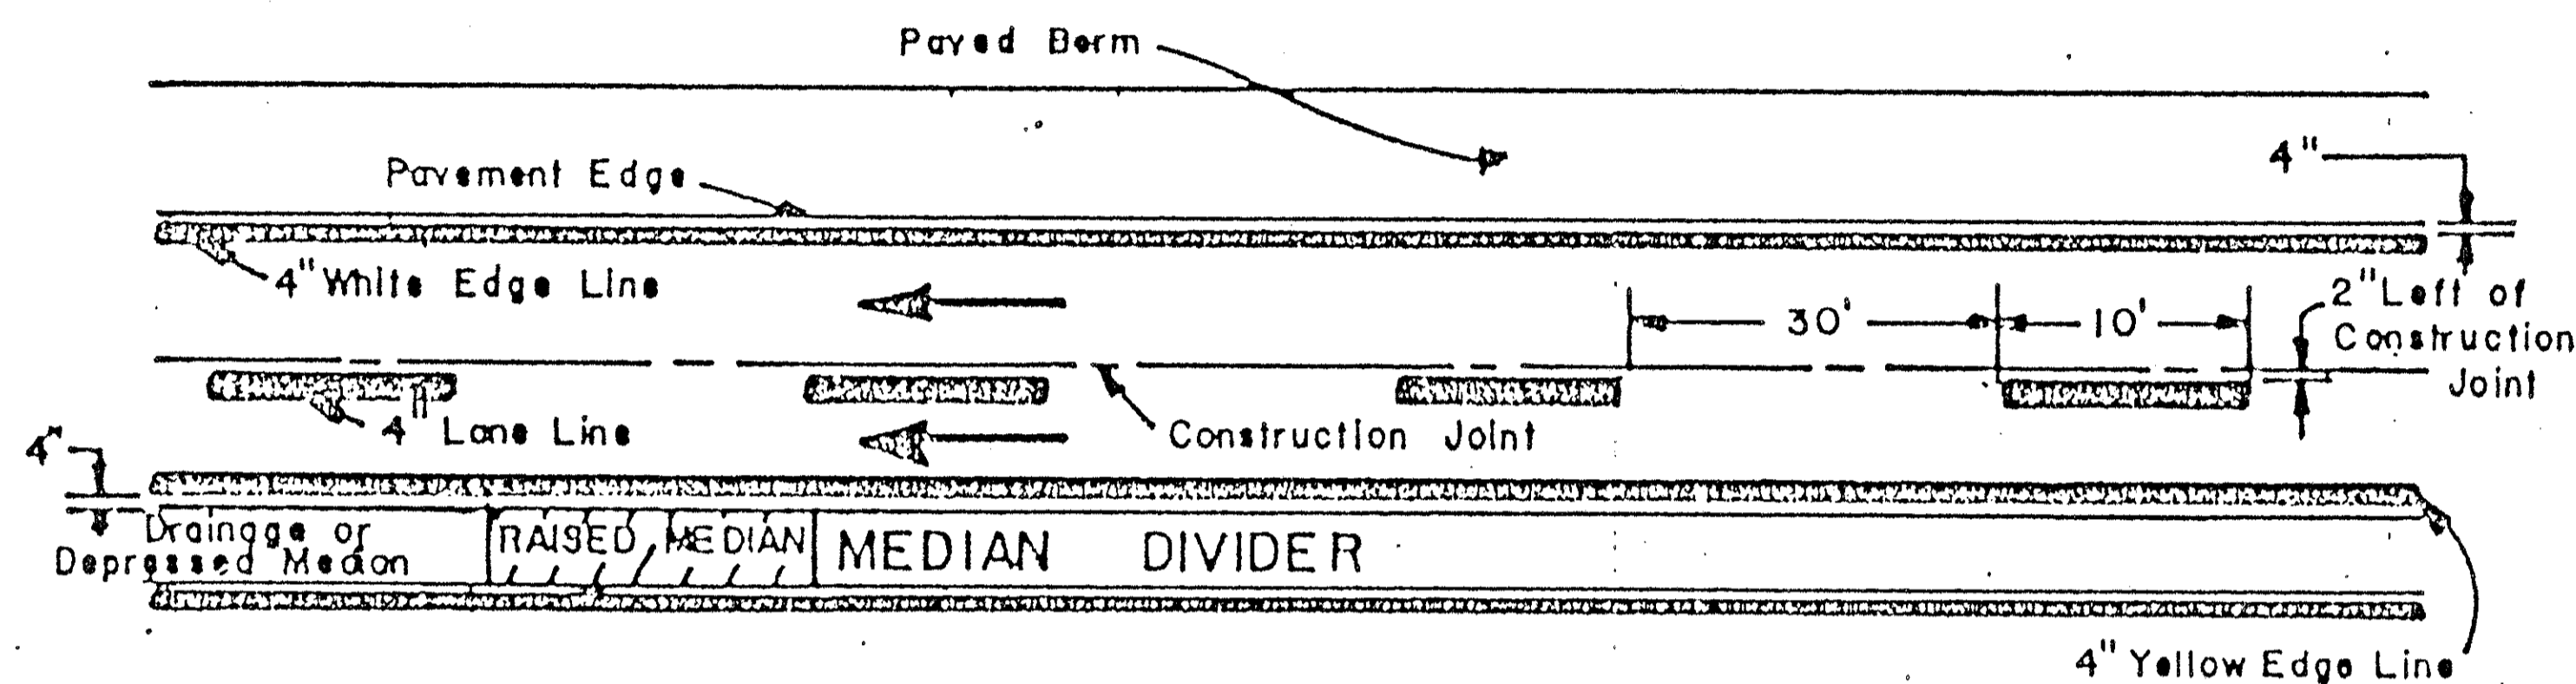 Paved Berm
Pavement Edge
4"
4" White Edge Line
30'
10'
2" Left of
Construction
Joint
4" Lane Line
Construction Joint
4"
Drainage or
Depressed Median
RAISED MEDIAN
MEDIAN DIVIDER
4" Yellow Edge Line